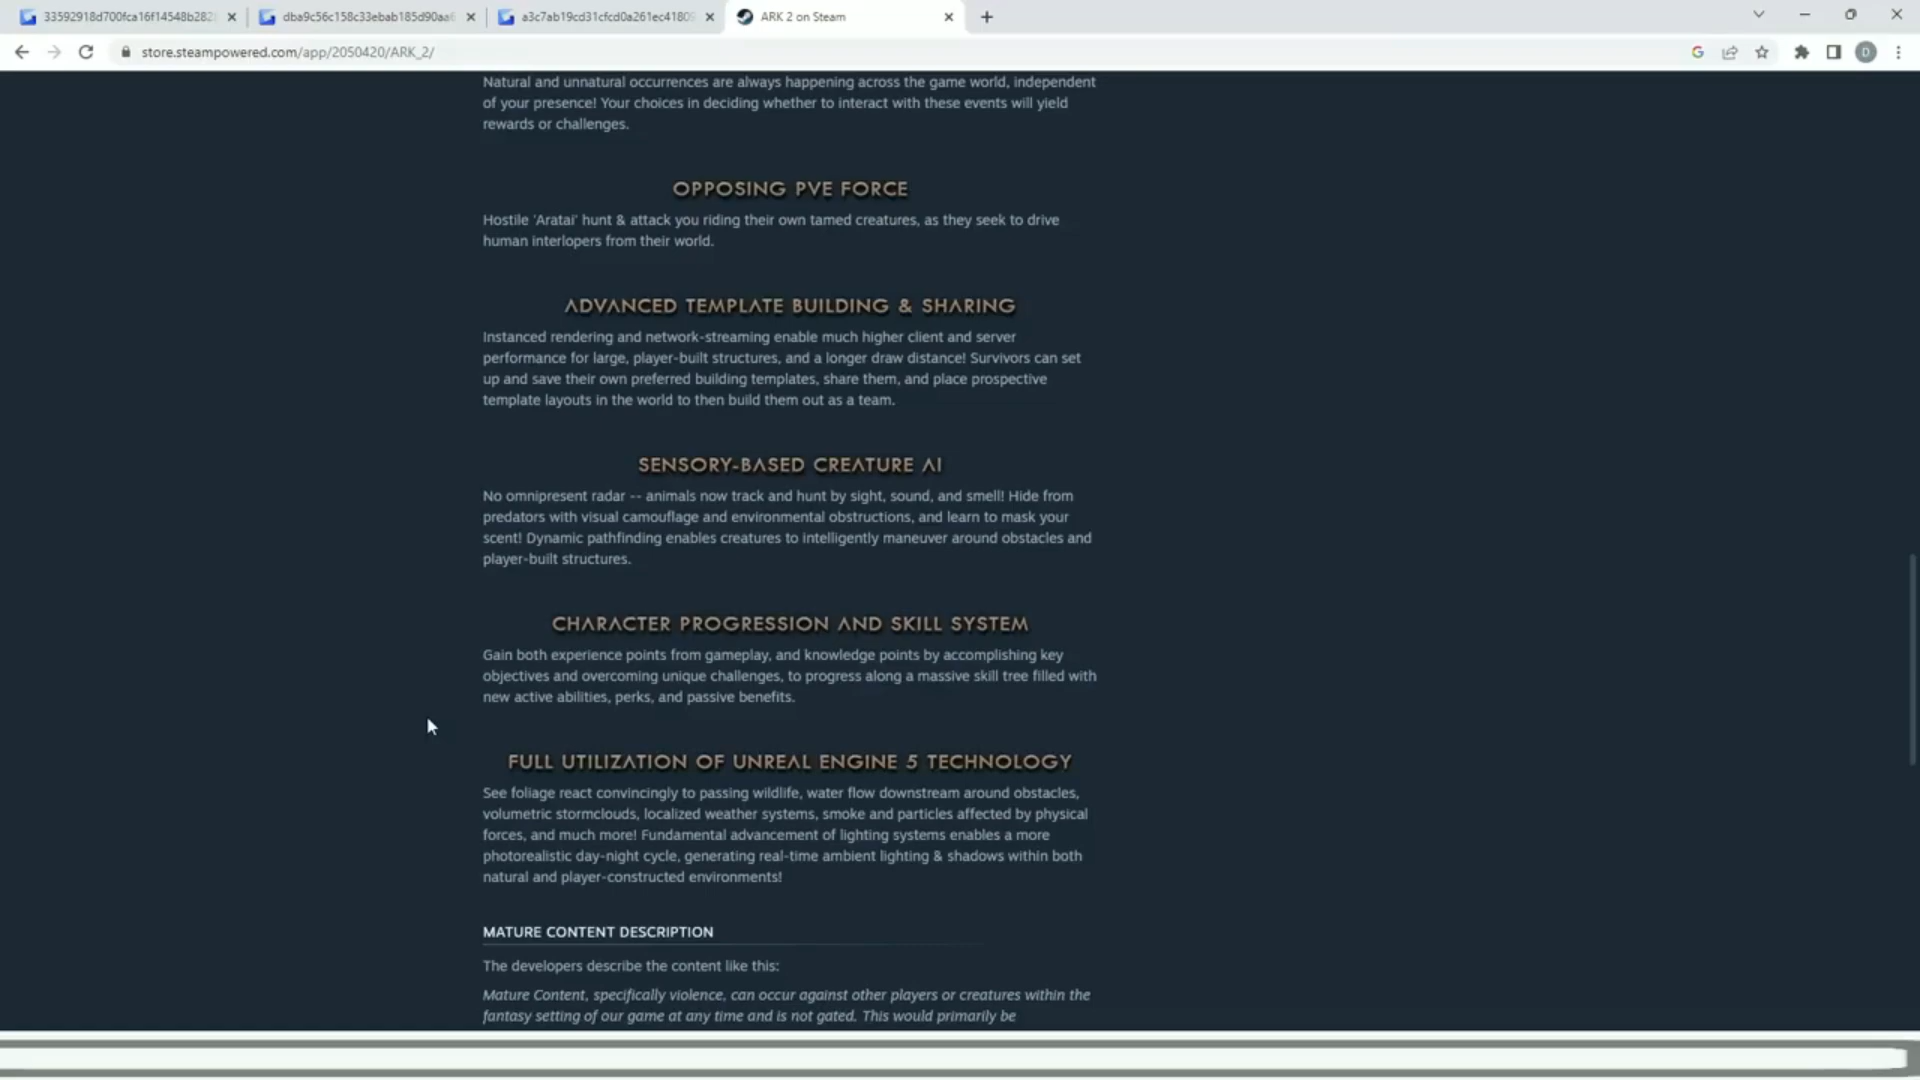 33592918d700fca16f14548b282
dba9c56c158c33ebab185d90aa6
a3c7ab19cd31cfcd0a261ec41809
ARK 2 on Steam
store.steampowered.com/app/2050420/ARK_2/
D
Natural and unnatural occurrences are always happening across the game world, independent
of your presence! Your choices in deciding whether to interact with these events will yield
rewards or challenges.
OPPOSING PVE FORCE
Hostile 'Aratai' hunt & attack you riding their own tamed creatures, as they seek to drive
human interlopers from their world.
ADVANCED TEMPLATE BUILDING & SHARING
Instanced rendering and network-streaming enable much higher client and server
performance for large, player-built structures, and a longer draw distance! Survivors can set
up and save their own preferred building templates, share them, and place prospective
template layouts in the world to then build them out as a team.
SENSORY-BASED CREATURE AI
No omnipresent radar -- animals now track and hunt by sight, sound, and smell! Hide from
predators with visual camouflage and environmental obstructions, and learn to mask your
scent! Dynamic pathfinding enables creatures to intelligently maneuver around obstacles and
player-built structures.
CHARACTER PROGRESSION AND SKILL SYSTEM
Gain both experience points from gameplay, and knowledge points by accomplishing key
objectives and overcoming unique challenges, to progress along a massive skill tree filled with
new active abilities, perks, and passive benefits.
FULL UTILIZATION OF UNREAL ENGINE 5 TECHNOLOGY
See foliage react convincingly to passing wildlife, water flow downstream around obstacles,
volumetric stormclouds, localized weather systems, smoke and particles affected by physical
forces, and much more! Fundamental advancement of lighting systems enables a more
photorealistic day-night cycle, generating real-time ambient lighting & shadows within both
natural and player-constructed environments!
MATURE CONTENT DESCRIPTION
The developers describe the content like this:
Mature Content, specifically violence, can occur against other players or creatures within the
fantasy setting of our game at any time and is not gated. This would primarily be